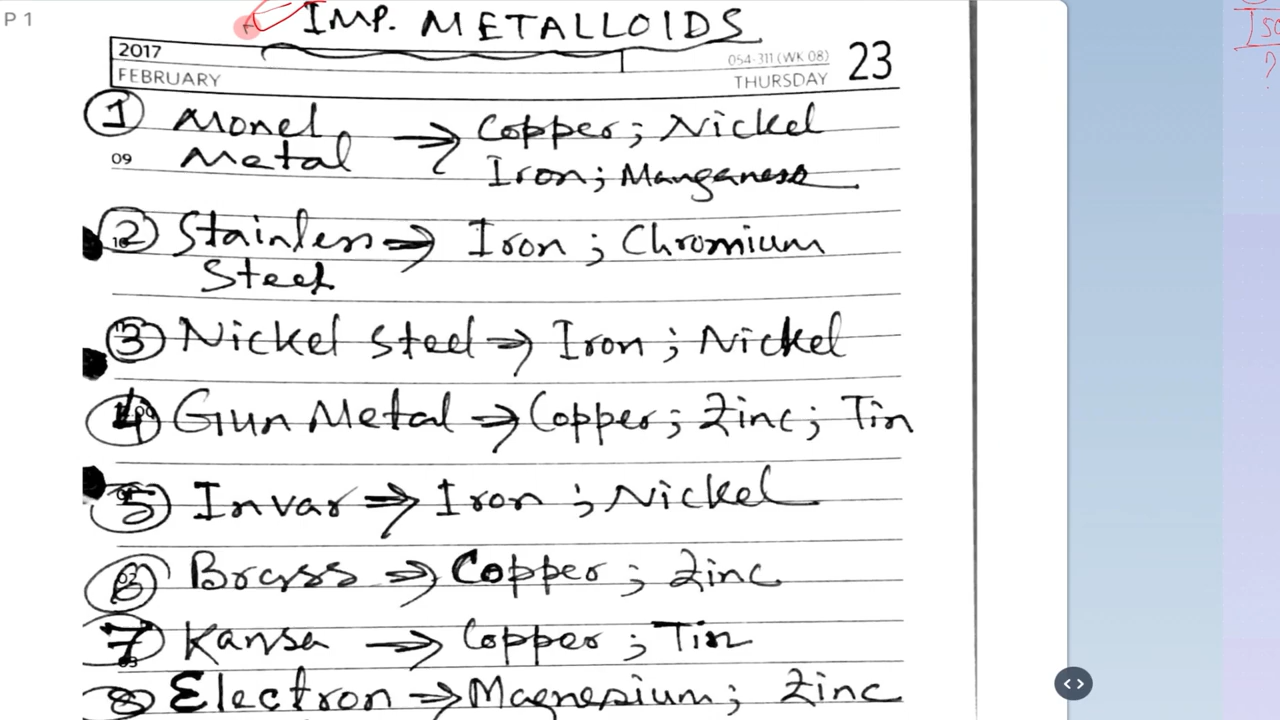 P 1
IMP. METALLOIDS
2017
054-311 (WK 08)
FEBRUARY
THURSDAY
23
1 Monel Metal → Copper; Nickel
09
Iron; Manganese
2 Stainless Steel → Iron; Chromium
3 Nickel Steel → Iron; Nickel
4 Gun Metal → Copper; Zinc; Tin
5 Invar → Iron; Nickel
6 Brass → Copper; Zinc
7 Kansa → Copper; Tin
8 Electron → Magnesium; Zinc